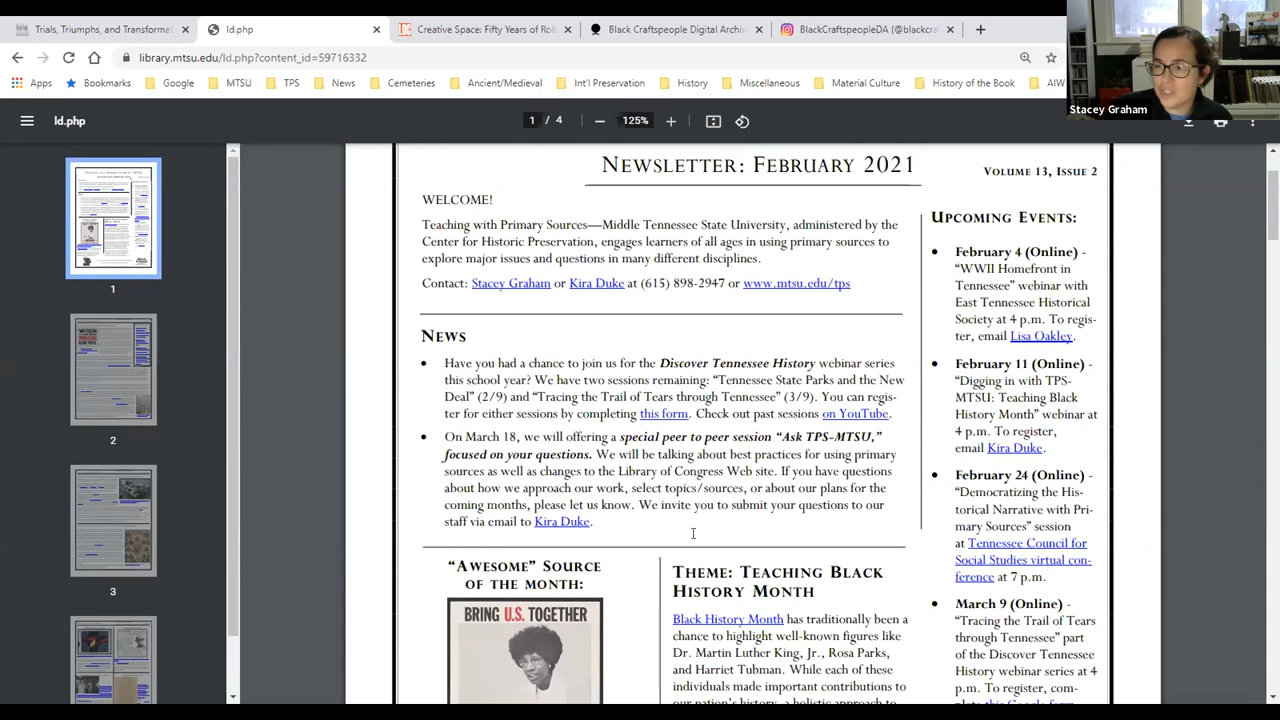 Trials, Triumphs, and Transformat
ld.php
Creative Space: Fifty Years of Rob
Black Craftspeople Digital Archiv
BlackCraftspeopleDA (@blackcra
library.mtsu.edu/ld.php?content_id=59716332
Apps
Bookmarks
Google
MTSU
TPS
News
Cemeteries
Ancient/Medieval
Int'l Preservation
History
Miscellaneous
Material Culture
History of the Book
AIW
Stacey Graham
ld.php
1 / 4
125%
1
2
3
NEWSLETTER: FEBRUARY 2021
VOLUME 13, ISSUE 2
WELCOME!
Teaching with Primary Sources—Middle Tennessee State University, administered by the
Center for Historic Preservation, engages learners of all ages in using primary sources to
explore major issues and questions in many different disciplines.
Contact: Stacey Graham or Kira Duke at (615) 898-2947 or www.mtsu.edu/tps
NEWS
• Have you had a chance to join us for the Discover Tennessee History webinar series
this school year? We have two sessions remaining: "Tennessee State Parks and the New
Deal" (2/9) and "Tracing the Trail of Tears through Tennessee" (3/9). You can regis-
ter for either sessions by completing this form. Check out past sessions on YouTube.
• On March 18, we will offering a special peer to peer session "Ask TPS-MTSU,"
focused on your questions. We will be talking about best practices for using primary
sources as well as changes to the Library of Congress Web site. If you have questions
about how we approach our work, select topics/sources, or about our plans for the
coming months, please let us know. We invite you to submit your questions to our
staff via email to Kira Duke.
"AWESOME" SOURCE
OF THE MONTH:
BRING U.S. TOGETHER
THEME: TEACHING BLACK
HISTORY MONTH
Black History Month has traditionally been a
chance to highlight well-known figures like
Dr. Martin Luther King, Jr., Rosa Parks,
and Harriet Tubman. While each of these
individuals made important contributions to
our nation's history, a holistic approach to
UPCOMING EVENTS:
• February 4 (Online) -
"WWII Homefront in
Tennessee" webinar with
East Tennessee Historical
Society at 4 p.m. To regis-
ter, email Lisa Oakley.
• February 11 (Online) -
"Digging in with TPS-
MTSU: Teaching Black
History Month" webinar at
4 p.m. To register,
email Kira Duke.
• February 24 (Online) -
"Democratizing the His-
torical Narrative with Pri-
mary Sources" session
at Tennessee Council for
Social Studies virtual con-
ference at 7 p.m.
• March 9 (Online) -
"Tracing the Trail of Tears
through Tennessee" part
of the Discover Tennessee
History webinar series at 4
p.m. To register, com-
plete this Google form